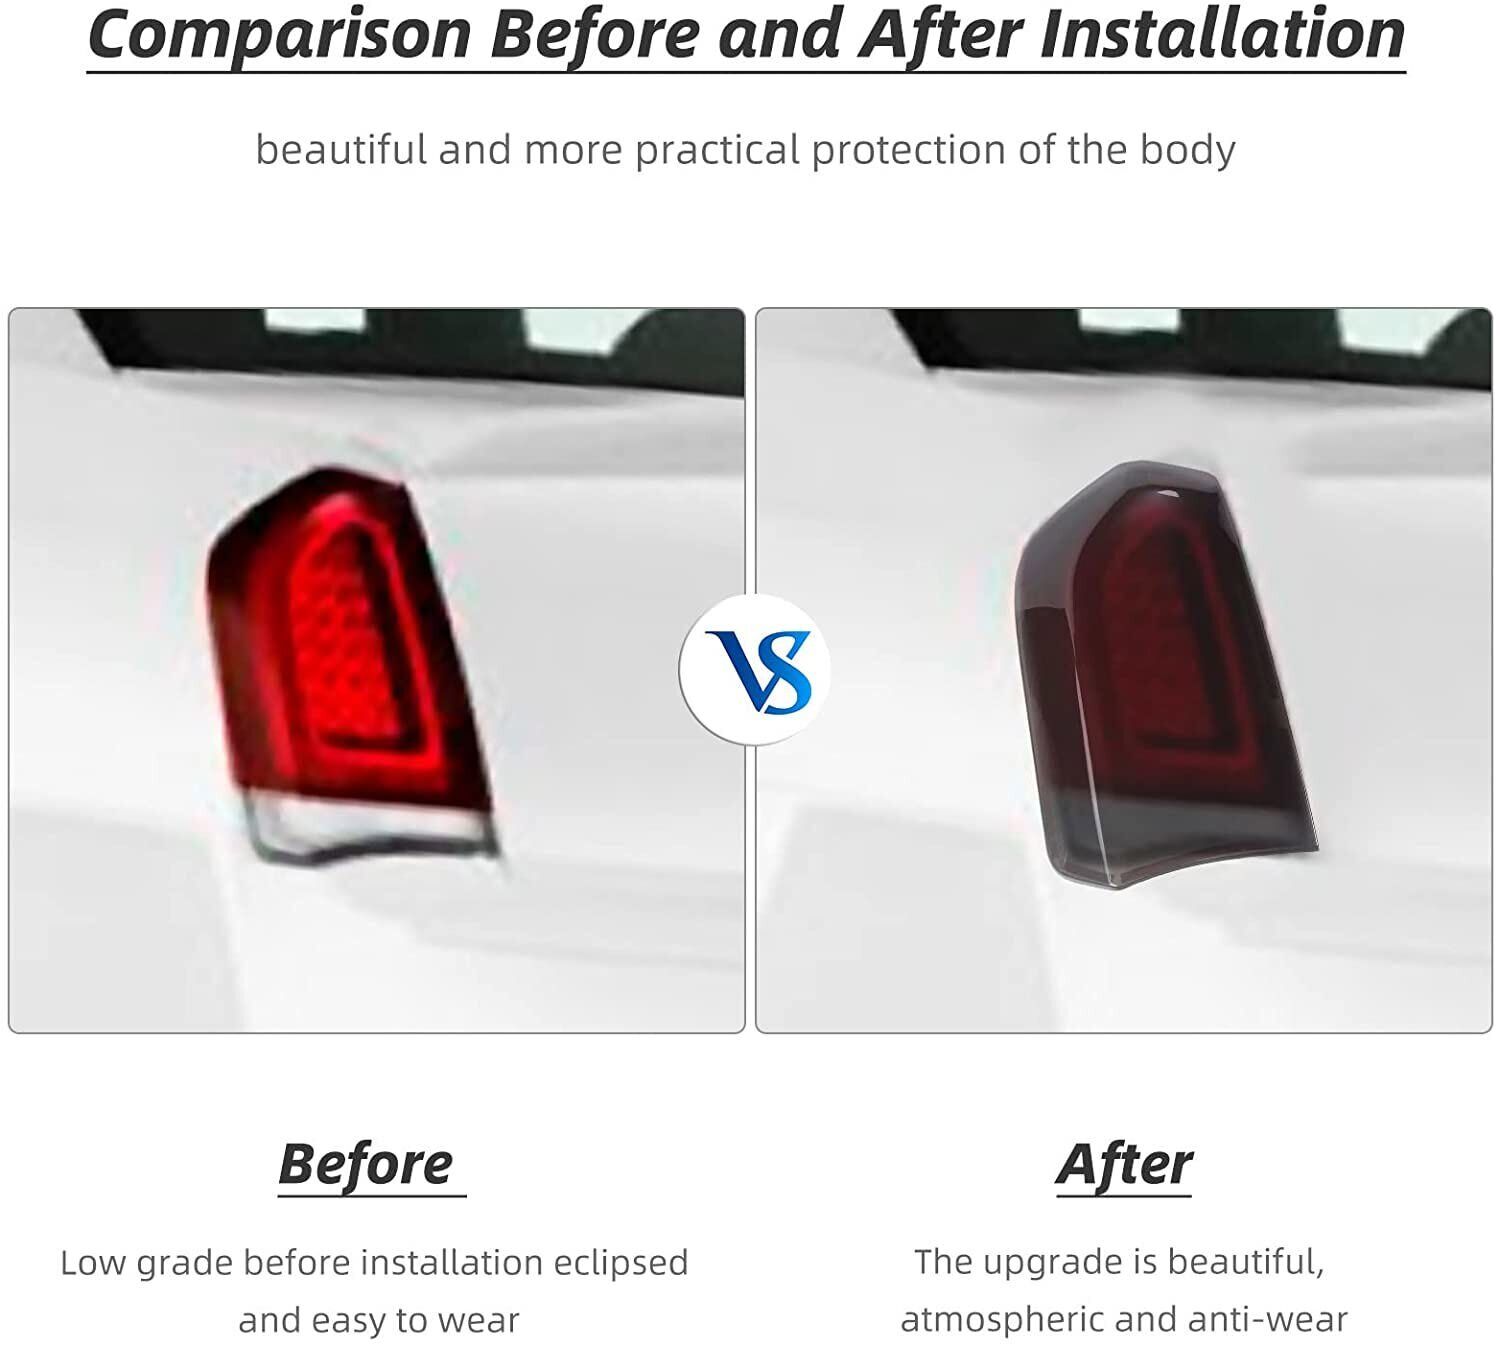 Comparison Before and After Installation
beautiful and more practical protection of the body
VS
Before
After
Low grade before installation eclipsed
and easy to wear
The upgrade is beautiful,
atmospheric and anti-wear